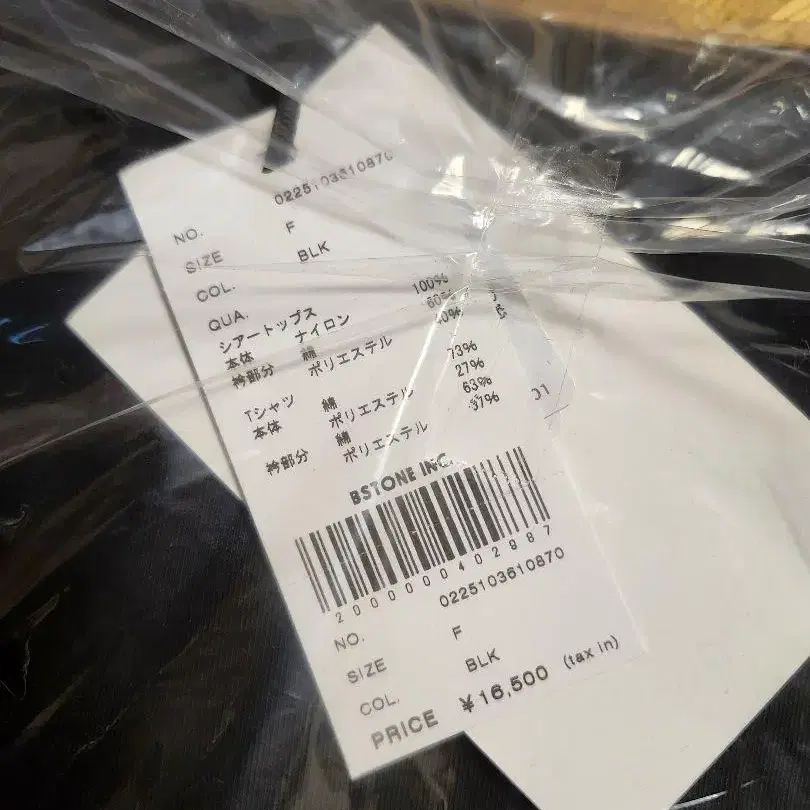 NO. 0225103610870
SIZE F
COL. BLK
QUA.
シアートップス
本体 ナイロン 100%
衿部分 綿 60%
ポリエステル
Tシャツ
本体 綿 73%
ポリエステル 27%
衿部分 綿 63%
ポリエステル 37%
BSTONE INC.
2000000402887
NO. 0225103610870
SIZE F
COL. BLK
PRICE ¥16,500 (tax in)